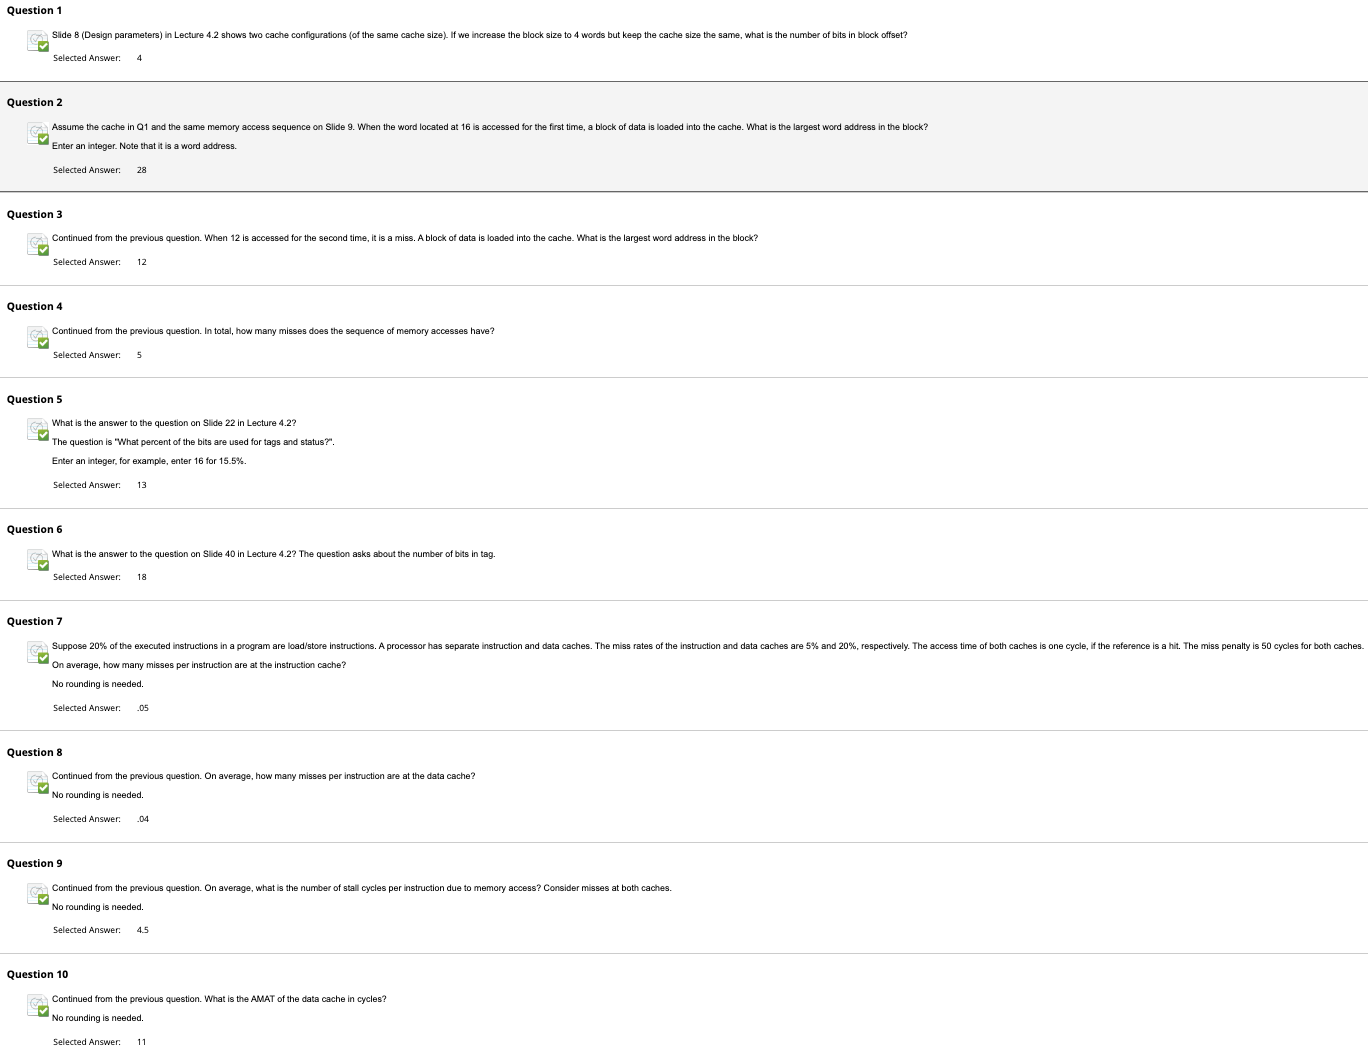 Question 1
Slide 8 (Design parameters) in Lecture 4.2 shows two cache configurations (of the same cache size). If we increase the block size to 4 words but keep the cache size the same, what is the number of bits in block offset?
Selected Answer: 4
Question 2
Assume the cache in Q1 and the same memory access sequence on Slide 9. When the word located at 16 is accessed for the first time, a block of data is loaded into the cache. What is the largest word address in the block?
Enter an integer. Note that it is a word address.
Selected Answer: 28
Question 3
Continued from the previous question. When 12 is accessed for the second time, it is a miss. A block of data is loaded into the cache. What is the largest word address in the block?
Selected Answer: 12
Question 4
Continued from the previous question. In total, how many misses does the sequence of memory accesses have?
Selected Answer: 5
Question 5
What is the answer to the question on Slide 22 in Lecture 4.2?
The question is "What percent of the bits are used for tags and status?".
Enter an integer, for example, enter 16 for 15.5%.
Selected Answer: 13
Question 6
What is the answer to the question on Slide 40 in Lecture 4.2? The question asks about the number of bits in tag.
Selected Answer: 18
Question 7
Suppose 20% of the executed instructions in a program are load/store instructions. A processor has separate instruction and data caches. The miss rates of the instruction and data caches are 5% and 20%, respectively. The access time of both caches is one cycle, if the reference is a hit. The miss penalty is 50 cycles for both caches.
On average, how many misses per instruction are at the instruction cache?
No rounding is needed.
Selected Answer: .05
Question 8
Continued from the previous question. On average, how many misses per instruction are at the data cache?
No rounding is needed.
Selected Answer: .04
Question 9
Continued from the previous question. On average, what is the number of stall cycles per instruction due to memory access? Consider misses at both caches.
No rounding is needed.
Selected Answer: 4.5
Question 10
Continued from the previous question. What is the AMAT of the data cache in cycles?
No rounding is needed.
Selected Answer: 11